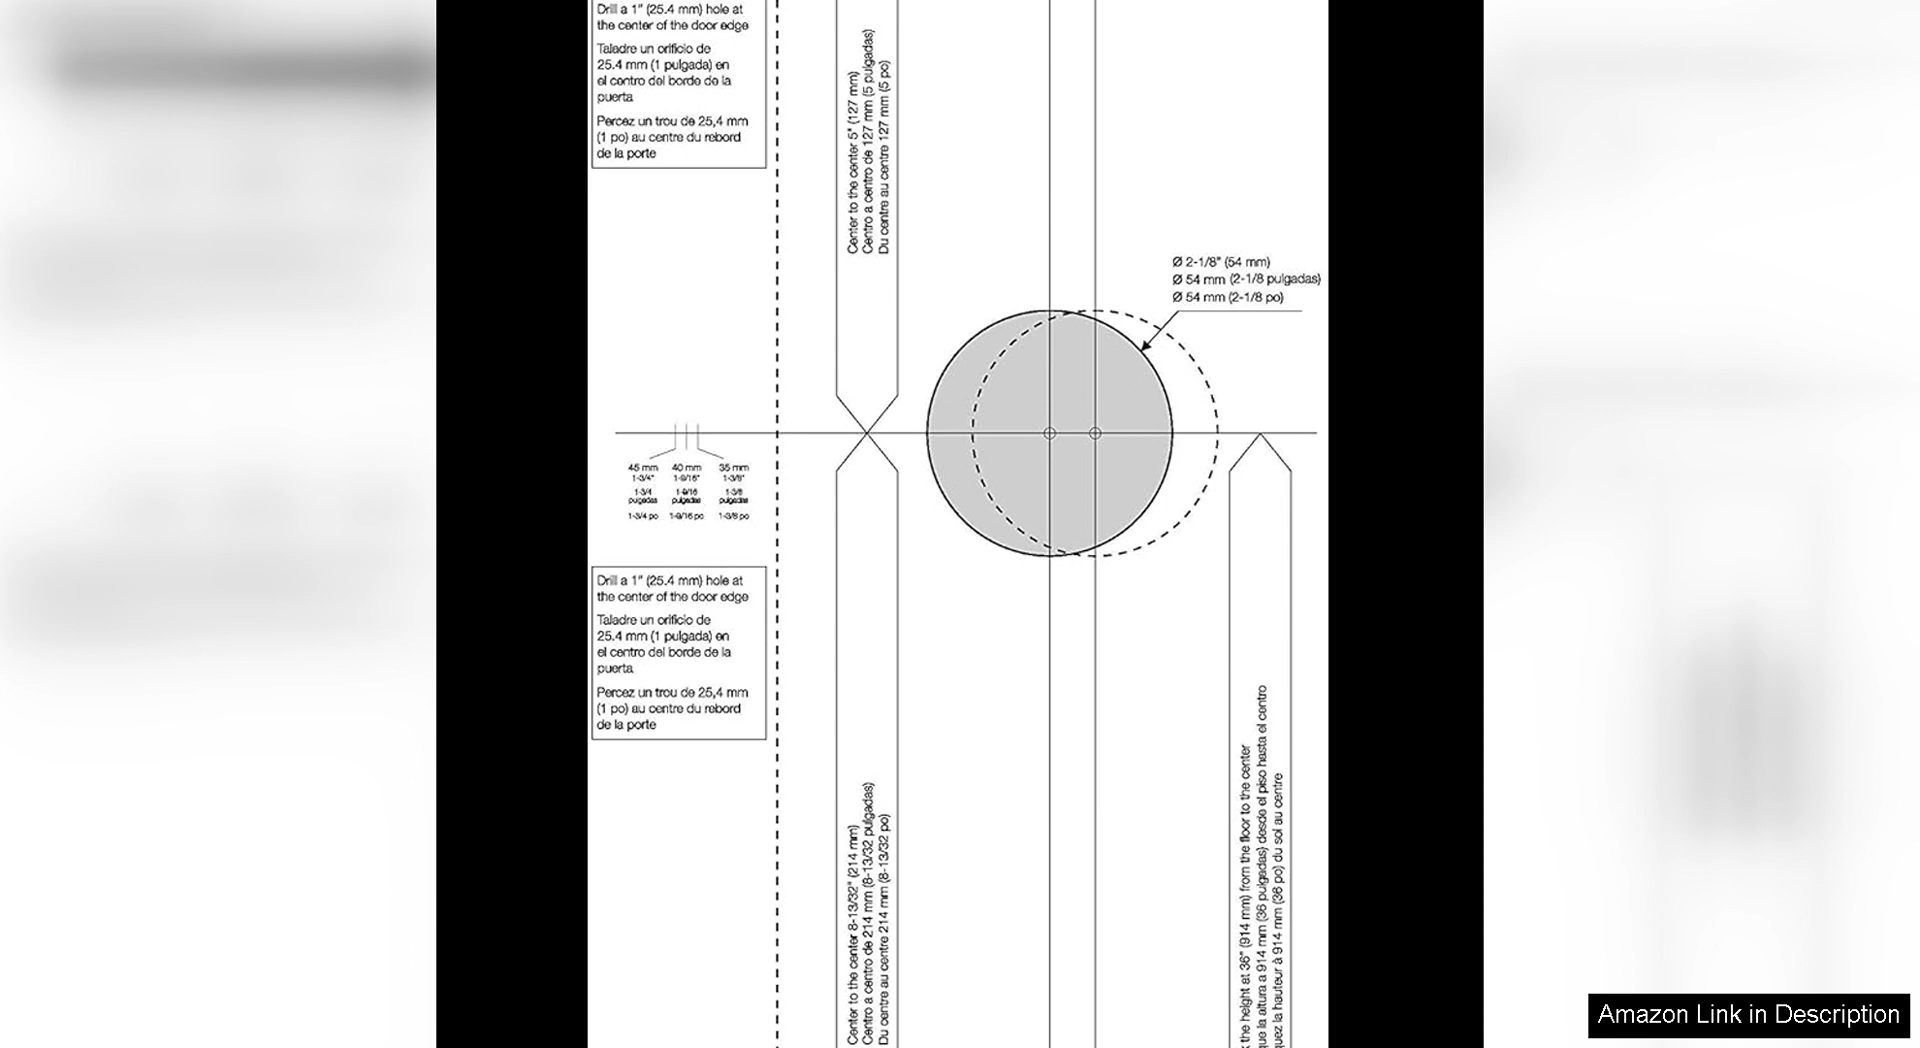 Drill a 1" (25.4 mm) hole at
the center of the door edge
Taladre un orificio de
25.4 mm (1 pulgada) en
el centro del borde de la
puerta
Percez un trou de 25,4 mm
(1 po) au centre du rebord
de la porte
Center to the center 5" (127 mm)
Centro a centro de 127 mm (5 pulgadas)
Du centre au centre 127 mm (5 po)
Ø 2-1/8" (54 mm)
Ø 54 mm (2-1/8 pulgadas)
Ø 54 mm (2-1/8 po)
45 mm
1-3/4"
1-3/4
pulgadas
1-3/4 po
40 mm
1-9/16"
1-9/16
pulgadas
1-9/16 po
35 mm
1-3/8"
1-3/8
pulgadas
1-3/8 po
Drill a 1" (25.4 mm) hole at
the center of the door edge
Taladre un orificio de
25.4 mm (1 pulgada) en
el centro del borde de la
puerta
Percez un trou de 25,4 mm
(1 po) au centre du rebord
de la porte
Center to the center 8-13/32" (214 mm)
Centro a centro de 214 mm (8-13/32 pulgadas)
Du centre au centre 214 mm (8-13/32 po)
the height at 36" (914 mm) from the floor to the center
la altura a 914 mm (36 pulgadas) desde el piso hasta el centro
la hauteur à 914 mm (36 po) du sol au centre
Amazon Link in Description